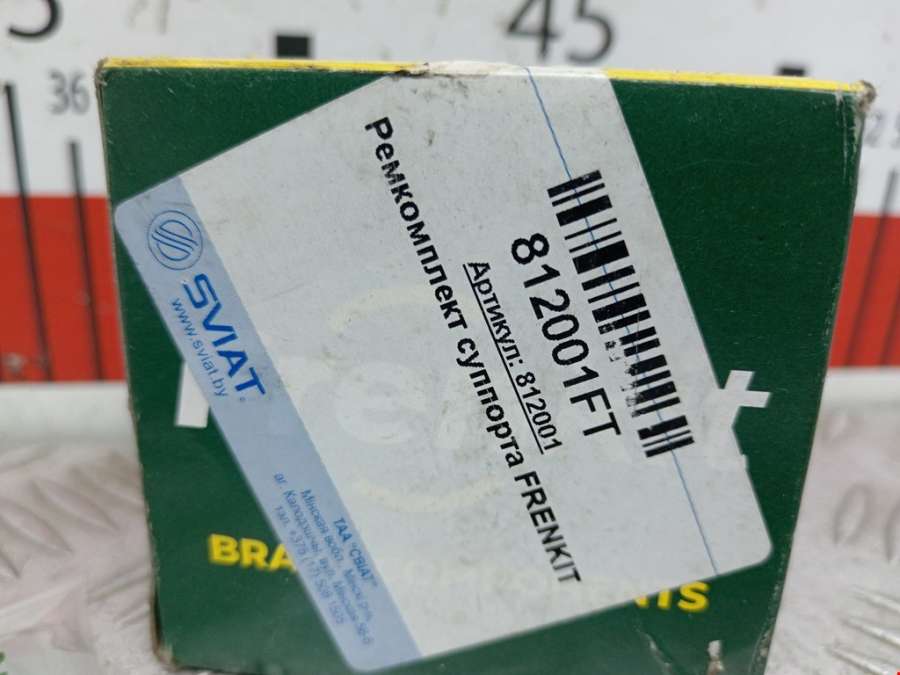 45
36
Ремкомплект суппорта FRENKIT
Артикул: 812001
812001FT
SVIAT
www.sviat.by
ТАА "СВІАТ"
BRA
NTS